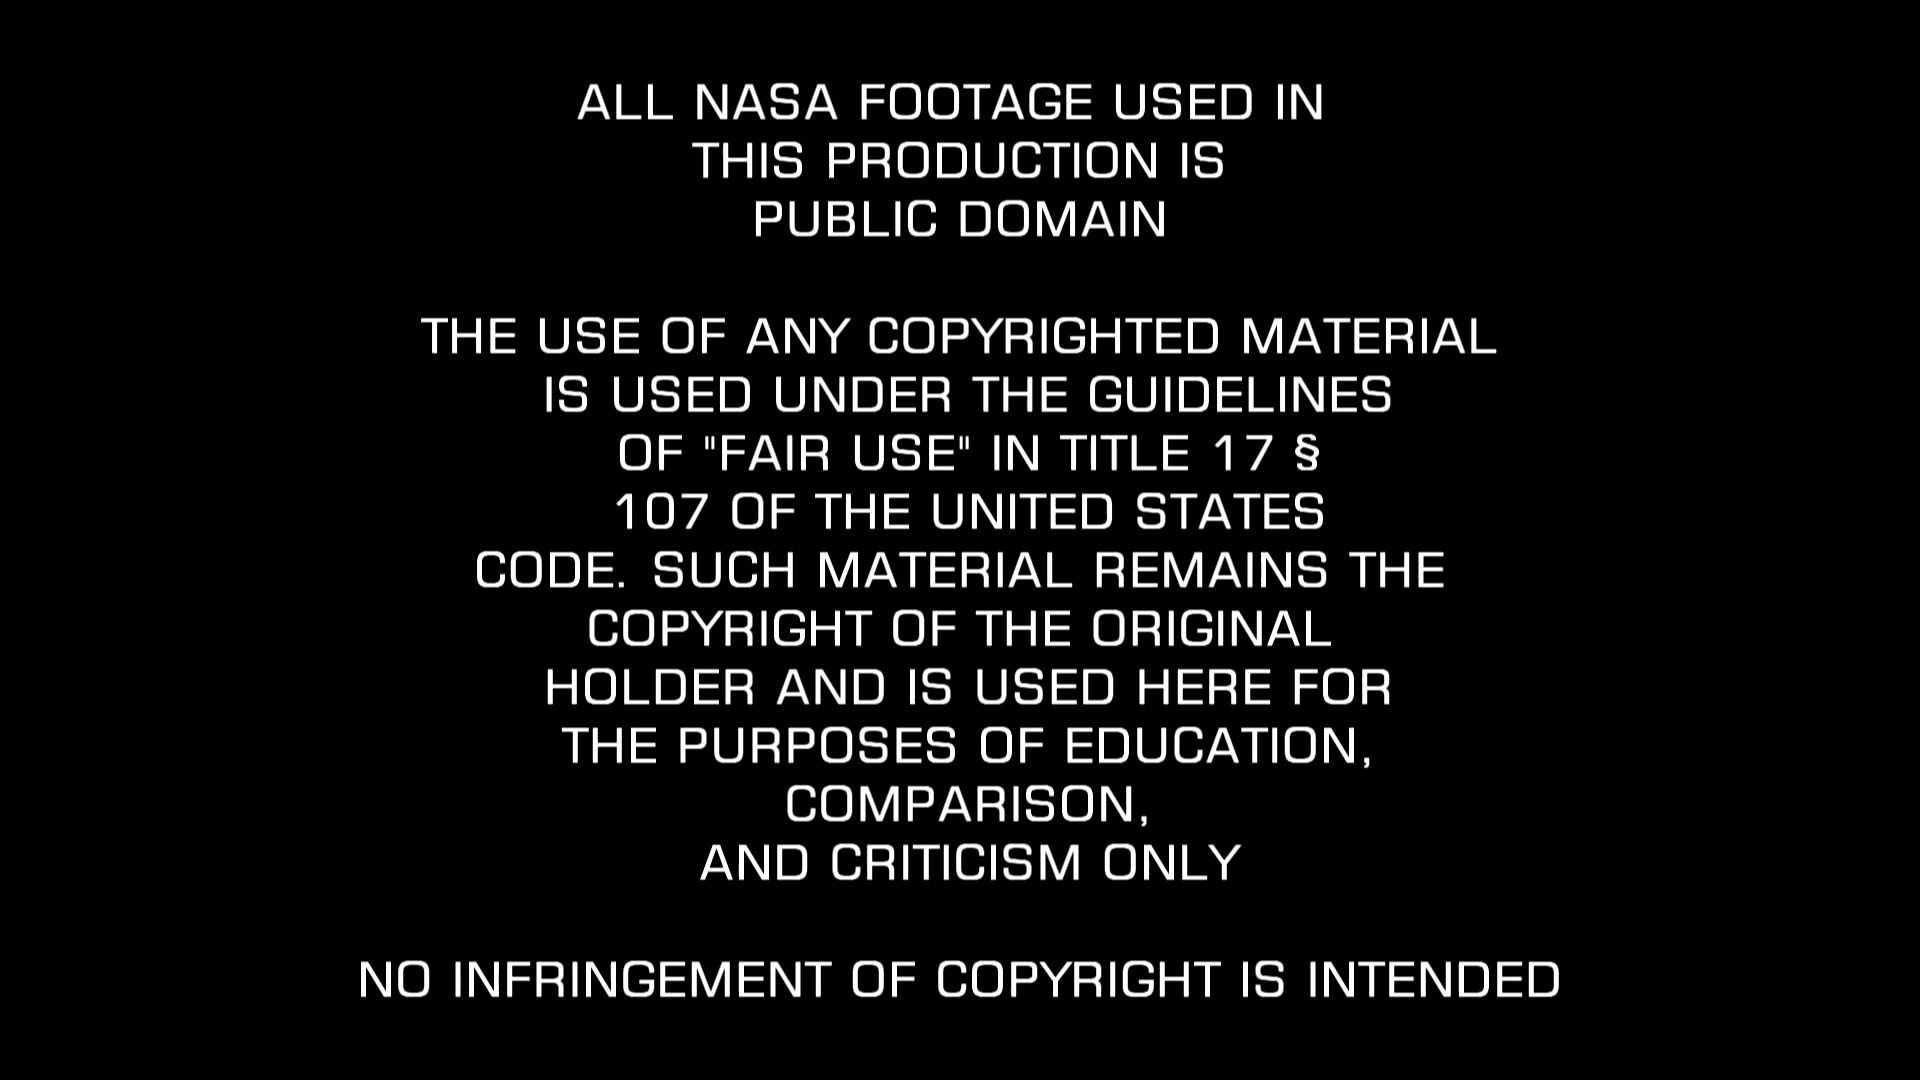 ALL NASA FOOTAGE USED IN
THIS PRODUCTION IS
PUBLIC DOMAIN
THE USE OF ANY COPYRIGHTED MATERIAL
IS USED UNDER THE GUIDELINES
OF "FAIR USE" IN TITLE 17 §
107 OF THE UNITED STATES
CODE. SUCH MATERIAL REMAINS THE
COPYRIGHT OF THE ORIGINAL
HOLDER AND IS USED HERE FOR
THE PURPOSES OF EDUCATION,
COMPARISON,
AND CRITICISM ONLY
NO INFRINGEMENT OF COPYRIGHT IS INTENDED